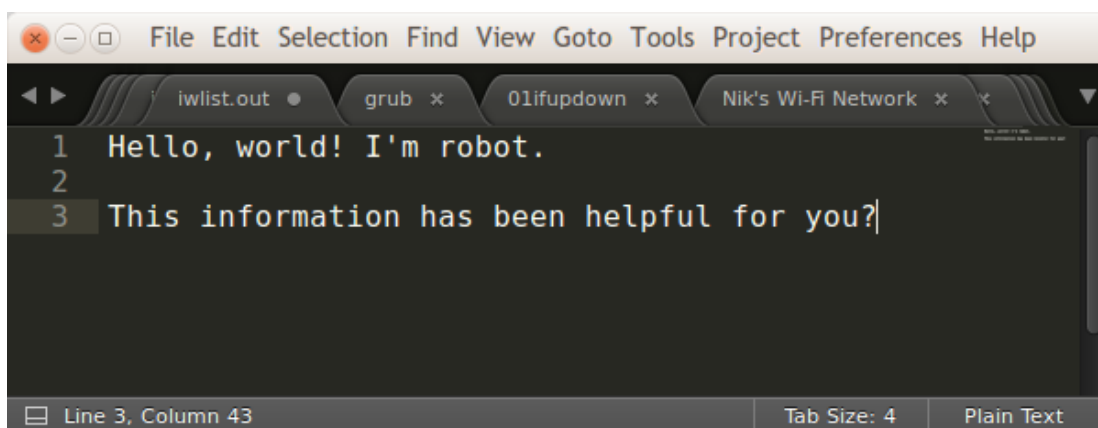 File Edit Selection Find View Goto Tools Project Preferences Help
iwlist.out grub 01ifupdown Nik's Wi-Fi Network
1 Hello, world! I'm robot.
2
3 This information has been helpful for you?
Line 3, Column 43 Tab Size: 4 Plain Text